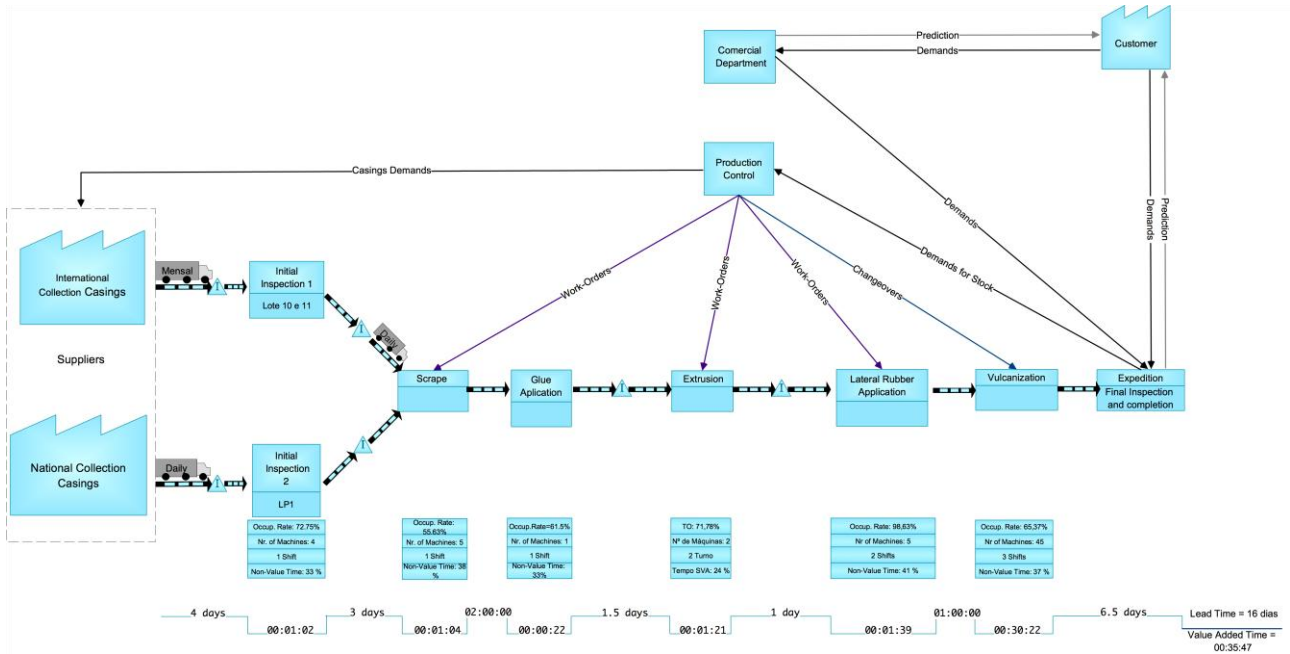 Comercial
Department
Prediction
Demands
Customer
Demands
Prediction
Demands
Production
Control
Casings Demands
Demands for Stock
Work-Orders
Work-Orders
Work-Orders
Changeovers
International
Collection Casings
Suppliers
National Collection
Casings
Mensal
I
Initial
Inspection 1
Lote 10 e 11
I
Daily
Daily
I
Initial
Inspection
2
LP1
I
Scrape
Glue
Aplication
I
Extrusion
I
Lateral Rubber
Application
Vulcanization
Expedition
Final Inspection
and completion
Occup. Rate: 72.75%
Nr. of Machines: 4
1 Shift
Non-Value Time: 33 %
Occup. Rate:
55.63%
Nr. of Machines: 5
1 Shift
Non-Value Time: 38
%
Occup.Rate=61.5%
Nr. of Machines: 1
1 Shift
Non-Value Time:
33%
TO: 71,78%
Nº de Máquinas: 2
2 Turno
Tempo SVA: 24 %
Occup. Rate: 98,63%
Nr of Machines: 5
2 Shifts
Non-Value Time: 41 %
Occup. Rate: 65,37%
Nr of Machines: 45
3 Shifts
Non-Value Time: 37 %
4 days
00:01:02
3 days
00:01:04
02:00:00
00:00:22
1.5 days
00:01:21
1 day
00:01:39
01:00:00
00:30:22
6.5 days
Lead Time = 16 dias
Value Added Time =
00:35:47